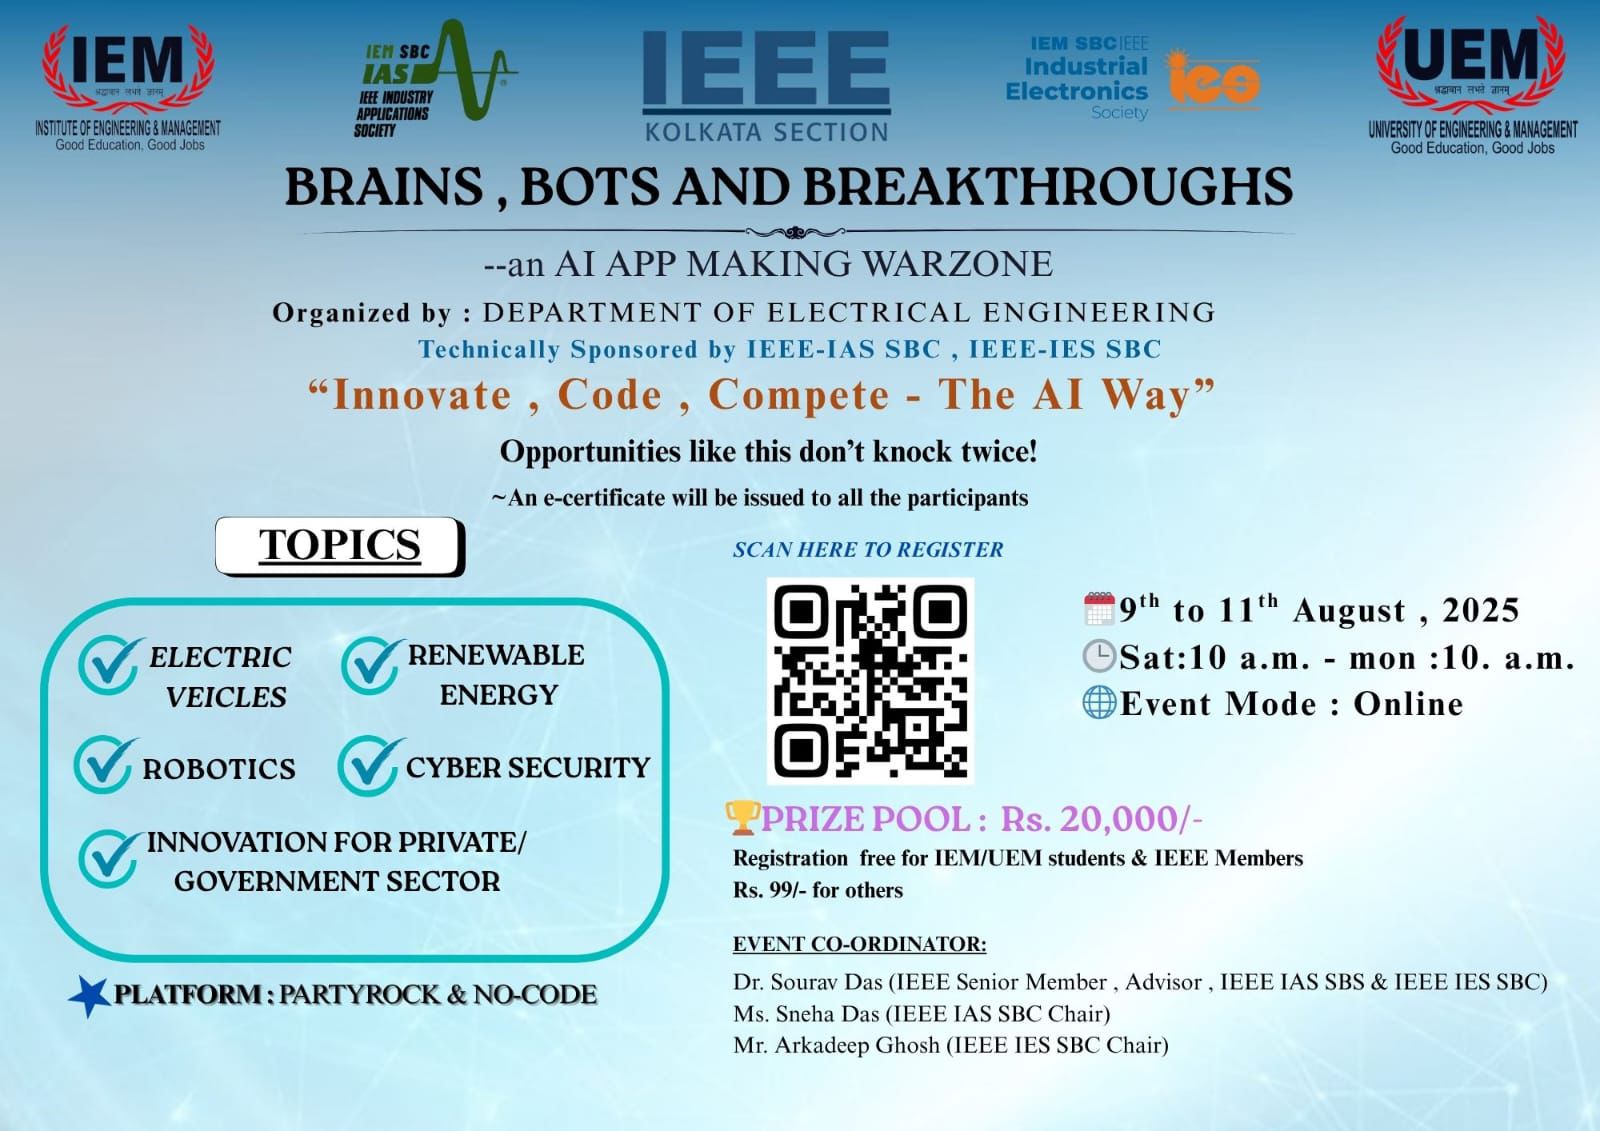 IEM
श्रद्धावान लभते ज्ञानम्
INSTITUTE OF ENGINEERING & MANAGEMENT
Good Education, Good Jobs
IEM SBC
IAS
IEEE INDUSTRY
APPLICATIONS
SOCIETY
®
IEEE
KOLKATA SECTION
IEM SBC IEEE
Industrial
Electronics
Society
ies
UEM
श्रद्धावान लभते ज्ञानम्
UNIVERSITY OF ENGINEERING & MANAGEMENT
Good Education, Good Jobs
BRAINS , BOTS AND BREAKTHROUGHS
--an AI APP MAKING WARZONE
Organized by : DEPARTMENT OF ELECTRICAL ENGINEERING
Technically Sponsored by IEEE-IAS SBC , IEEE-IES SBC
“Innovate , Code , Compete - The AI Way”
Opportunities like this don’t knock twice!
~An e-certificate will be issued to all the participants
TOPICS
ELECTRIC
VEICLES
RENEWABLE
ENERGY
ROBOTICS
CYBER SECURITY
INNOVATION FOR PRIVATE/
GOVERNMENT SECTOR
PLATFORM : PARTYROCK & NO-CODE
SCAN HERE TO REGISTER
9th to 11th August , 2025
Sat:10 a.m. - mon :10. a.m.
Event Mode : Online
PRIZE POOL : Rs. 20,000/-
Registration free for IEM/UEM students & IEEE Members
Rs. 99/- for others
EVENT CO-ORDINATOR:
Dr. Sourav Das (IEEE Senior Member , Advisor , IEEE IAS SBS & IEEE IES SBC)
Ms. Sneha Das (IEEE IAS SBC Chair)
Mr. Arkadeep Ghosh (IEEE IES SBC Chair)